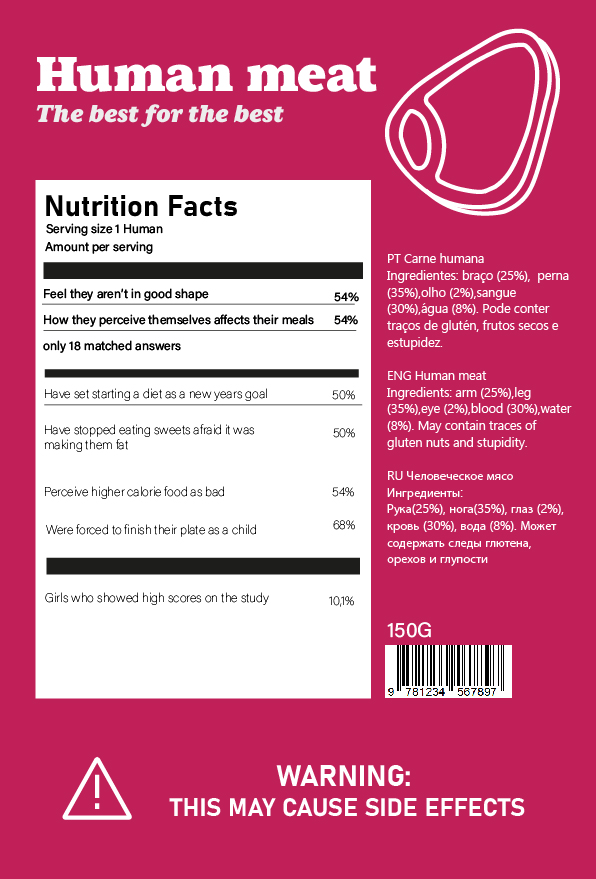 Human meat
The best for the best
Nutrition Facts
Serving size 1 Human
Amount per serving
Feel they aren't in good shape 54%
How they perceive themselves affects their meals 54%
only 18 matched answers
Have set starting a diet as a new years goal 50%
Have stopped eating sweets afraid it was 50%
making them fat
Perceive higher calorie food as bad 54%
Were forced to finish their plate as a child 68%
Girls who showed high scores on the study 10,1%
PT Carne humana
Ingredientes: braço (25%),  perna
(35%),olho (2%),sangue
(30%),água (8%). Pode conter
traços de glutén, frutos secos e
estupidez.
ENG Human meat
Ingredients: arm (25%),leg
(35%),eye (2%),blood (30%),water
(8%). May contain traces of
gluten nuts and stupidity.
RU Человеческое мясо
Ингредиенты:
Рука(25%), нога(35%), глаз (2%),
кровь (30%), вода (8%). Может
содержать следы глютена,
орехов и глупости
150G
9 781234 567897
WARNING:
THIS MAY CAUSE SIDE EFFECTS